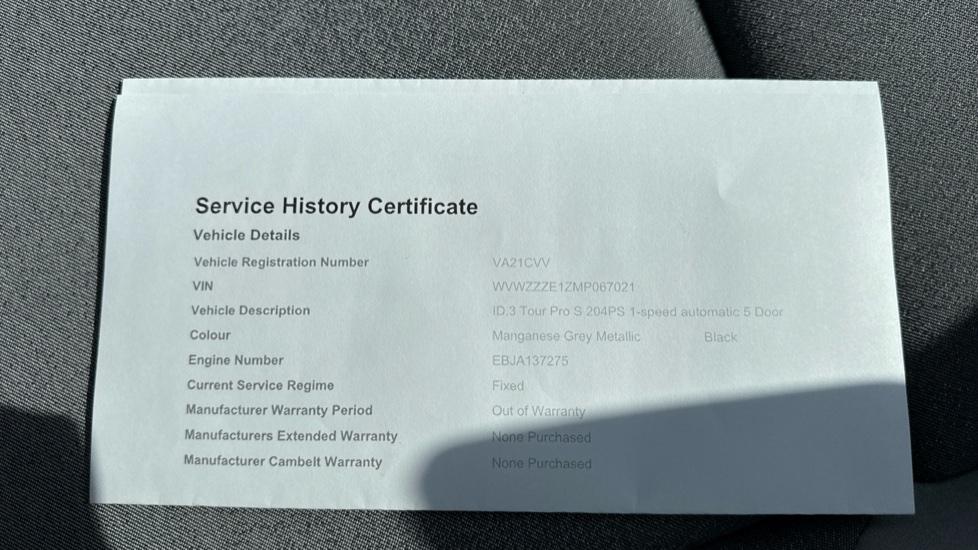 Service History Certificate
Vehicle Details
Vehicle Registration Number VA21CVV
VIN WVWZZZE1ZMP067021
Vehicle Description ID.3 Tour Pro S 204PS 1-speed automatic 5 Door
Colour Manganese Grey Metallic Black
Engine Number EBJA137275
Current Service Regime Fixed
Manufacturer Warranty Period Out of Warranty
Manufacturers Extended Warranty None Purchased
Manufacturer Cambelt Warranty None Purchased